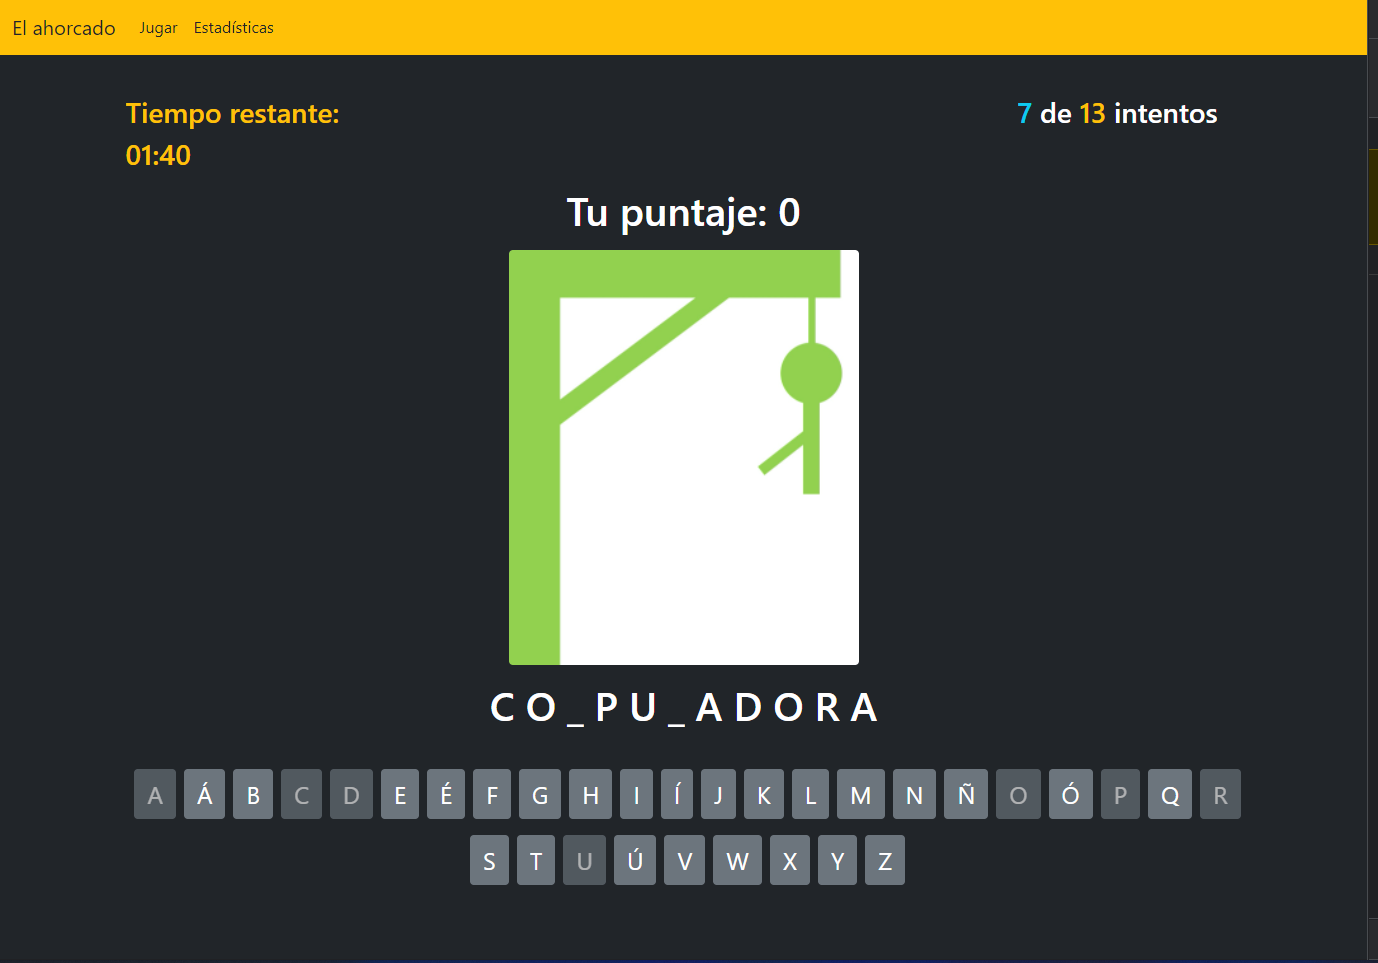 El ahorcado Jugar Estadísticas
Tiempo restante: 7 de 13 intentos
01:40
Tu puntaje: 0
C O _ P U _ A D O R A
A Á B C D E É F G H I Í J K L M N Ñ O Ó P Q R
S T U Ú V W X Y Z